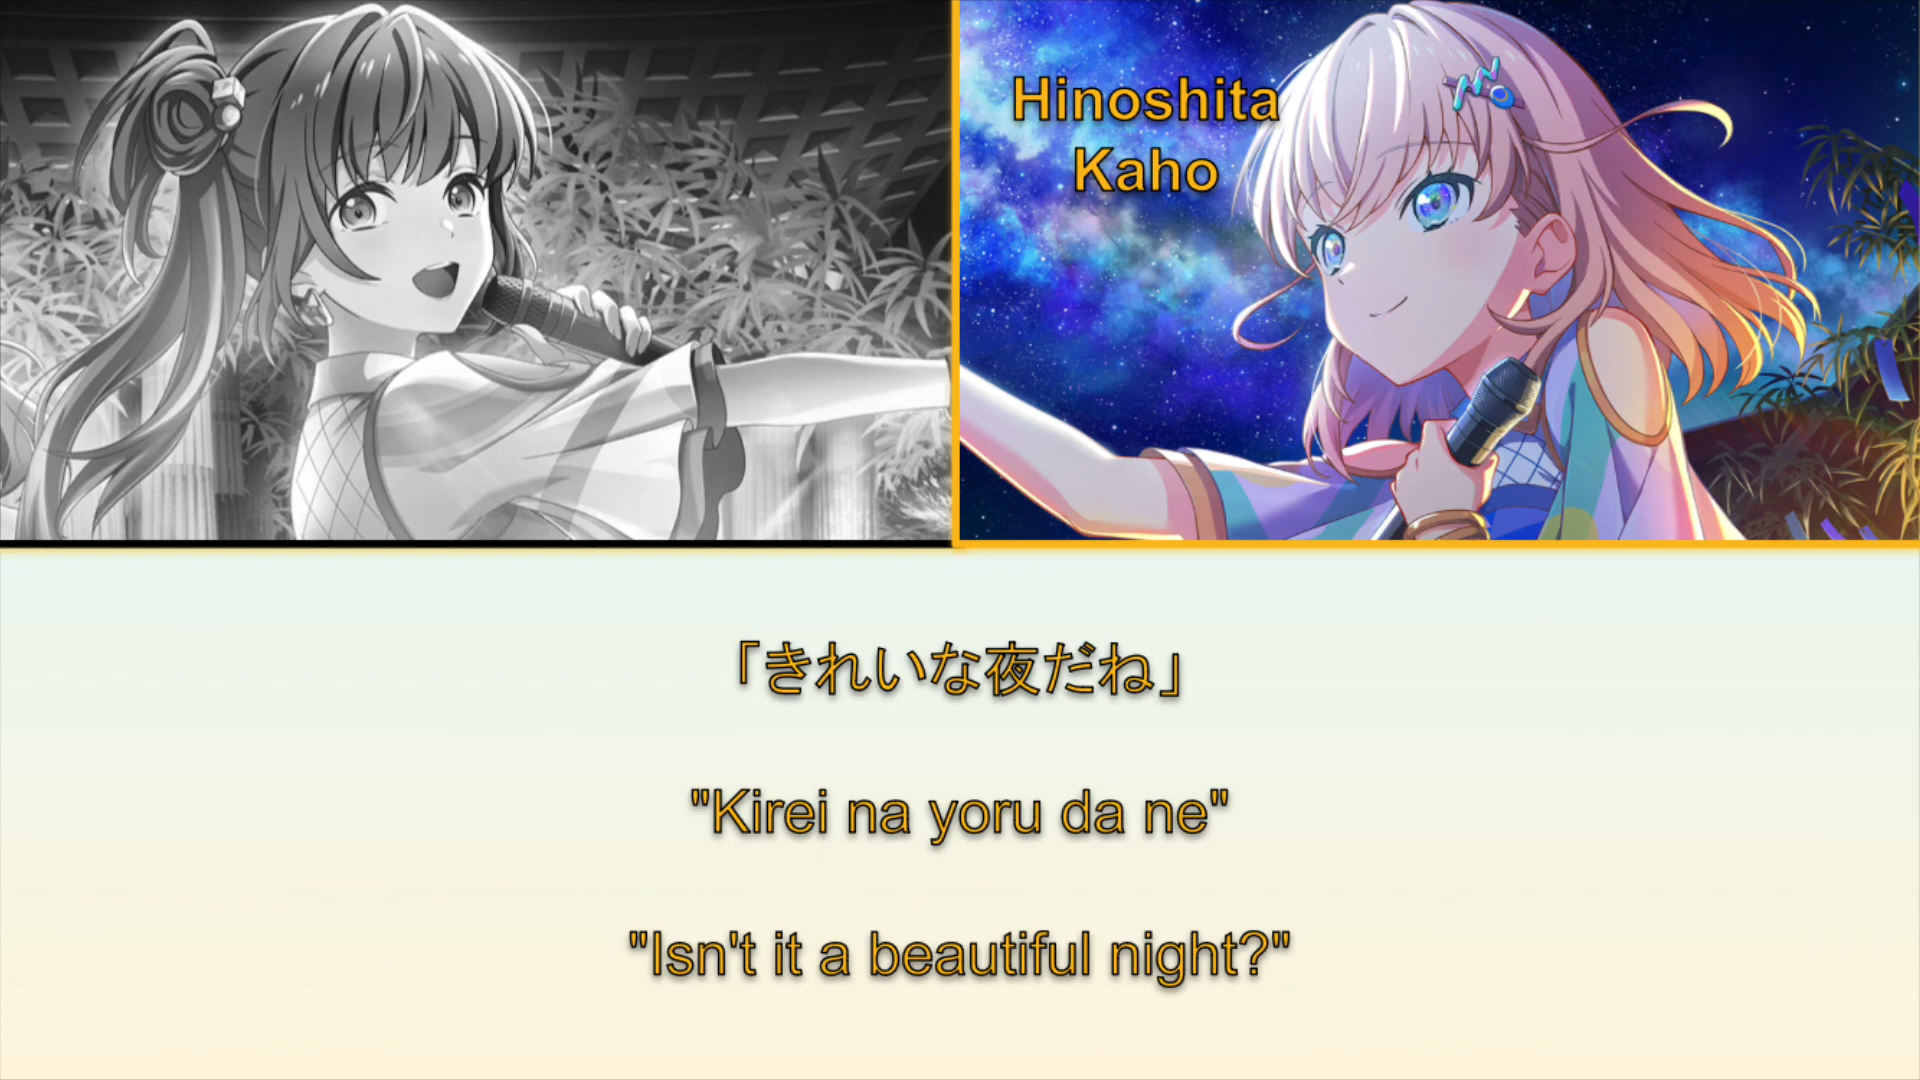 Hinoshita
Kaho
「きれいな夜だね」
"Kirei na yoru da ne"
"Isn't it a beautiful night?"